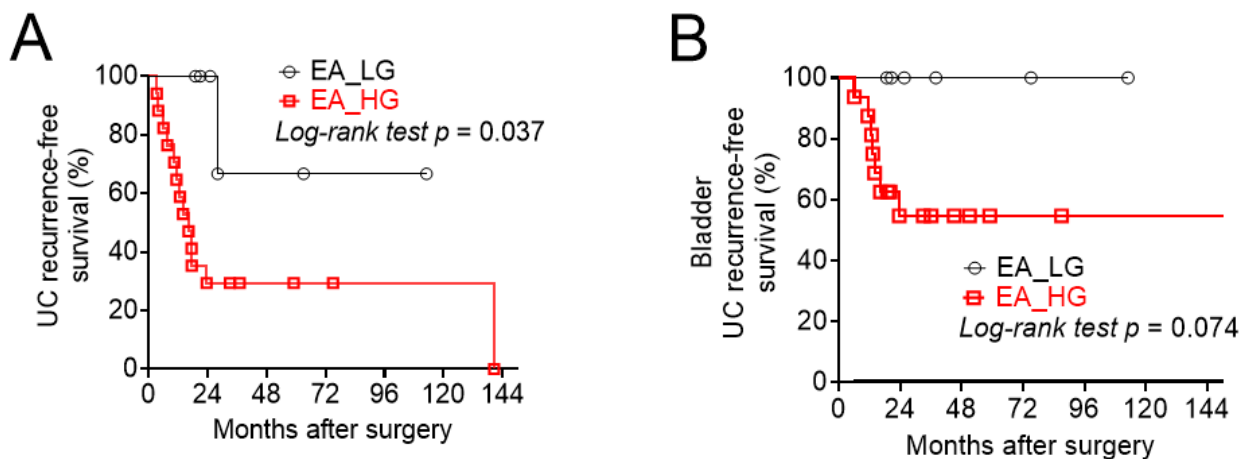 A
UC recurrence-free
survival (%)
100
80
60
40
20
0
EA_LG
EA_HG
Log-rank test p = 0.037
0 24 48 72 96 120 144
Months after surgery
B
Bladder
UC recurrence-free
survival (%)
100
80
60
40
20
0
EA_LG
EA_HG
Log-rank test p = 0.074
0 24 48 72 96 120 144
Months after surgery